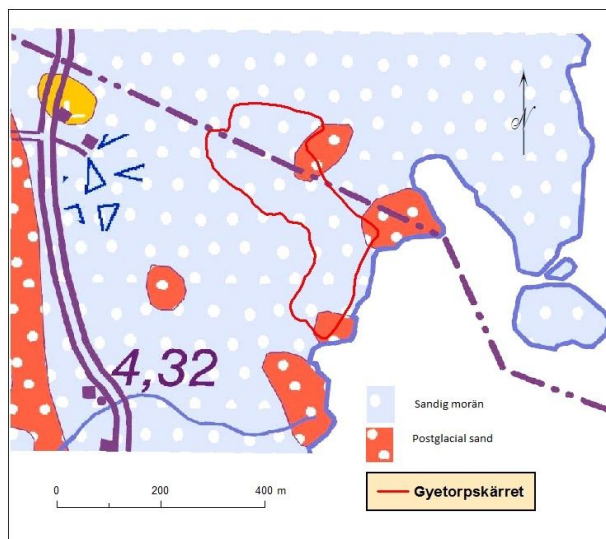 N
4,32
Sandig morän
Postglacial sand
Gyetorpskärret
0 200 400 m